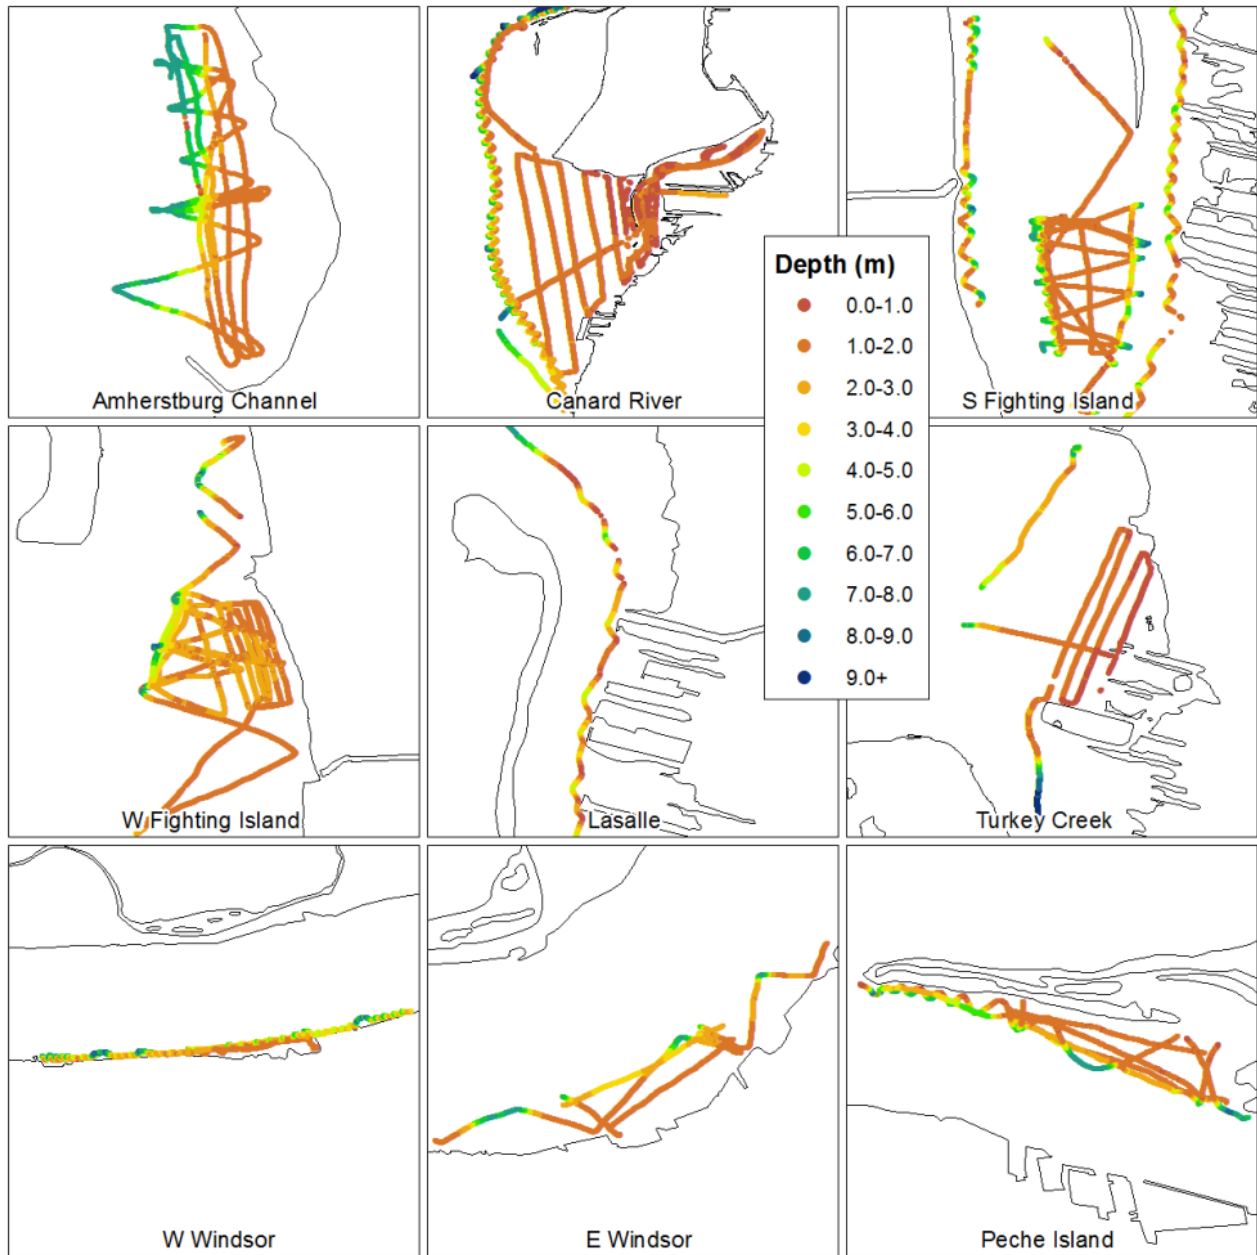 Amherstburg Channel
Canard River
S Fighting Island
Depth (m)
0.0-1.0
1.0-2.0
2.0-3.0
3.0-4.0
4.0-5.0
5.0-6.0
6.0-7.0
7.0-8.0
8.0-9.0
9.0+
W Fighting Island
Lasalle
Turkey Creek
W Windsor
E Windsor
Peche Island